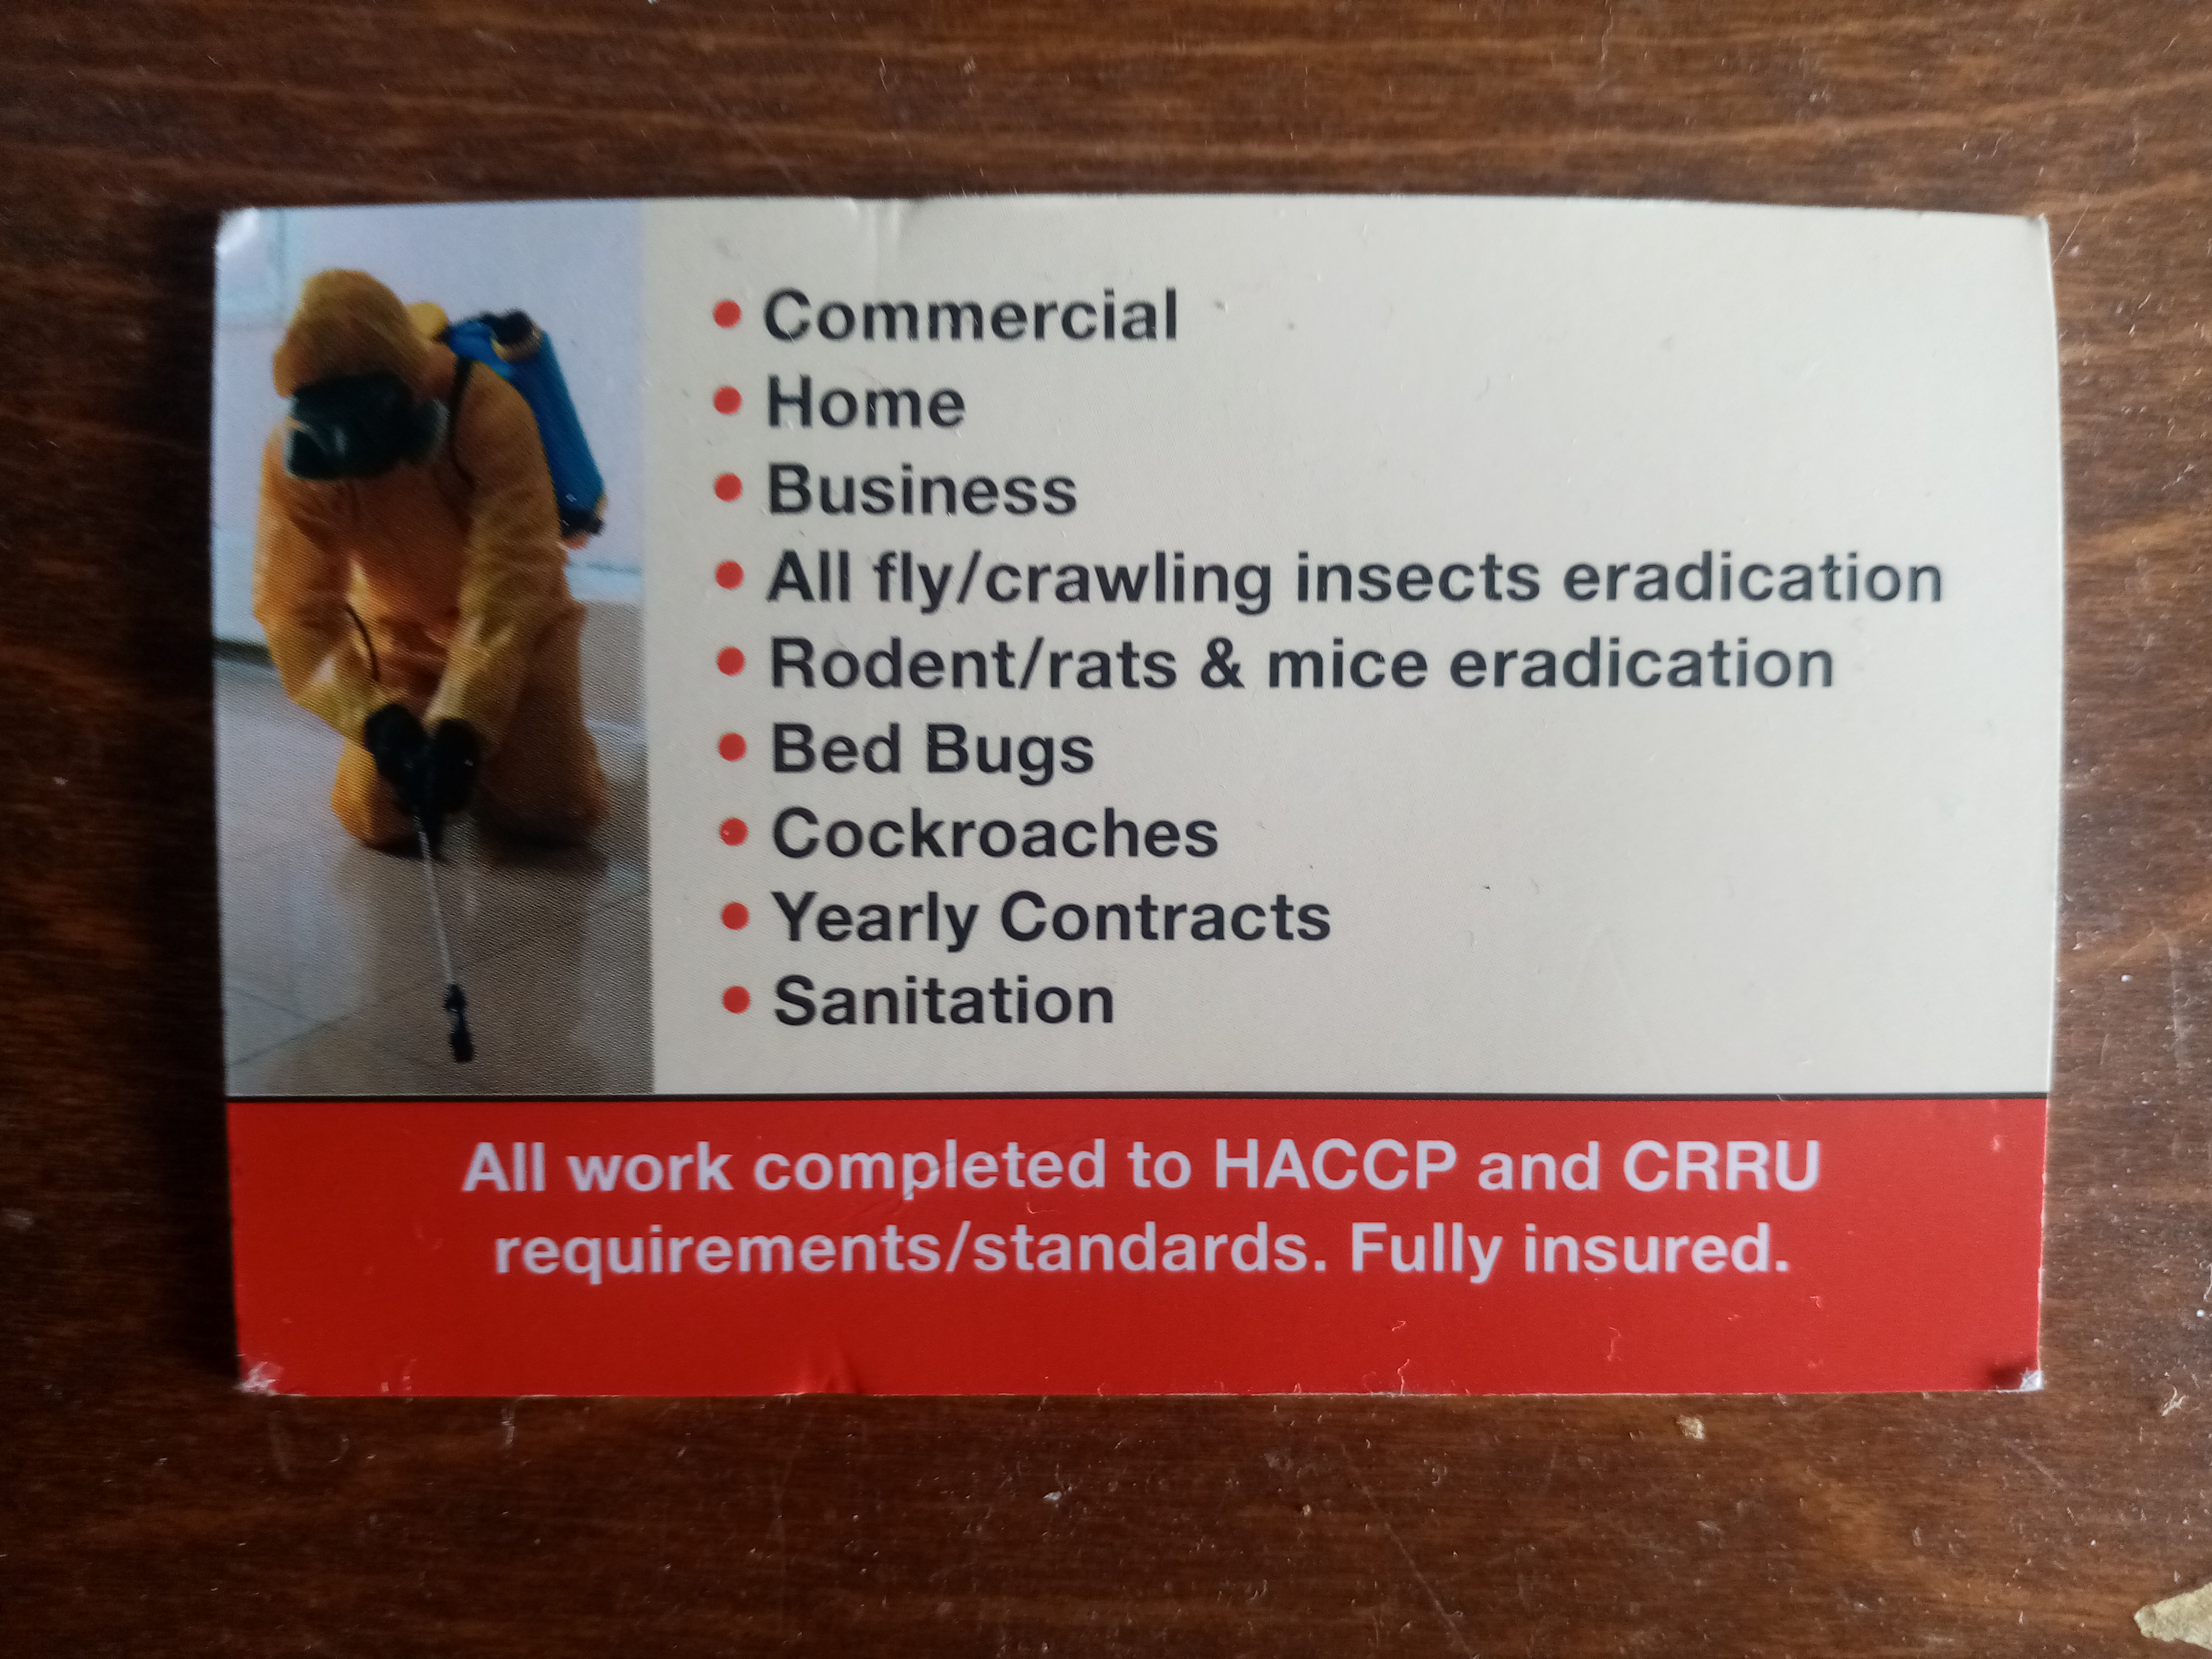 • Commercial
• Home
• Business
• All fly/crawling insects eradication
• Rodent/rats & mice eradication
• Bed Bugs
• Cockroaches
• Yearly Contracts
• Sanitation
All work completed to HACCP and CRRU
requirements/standards. Fully insured.